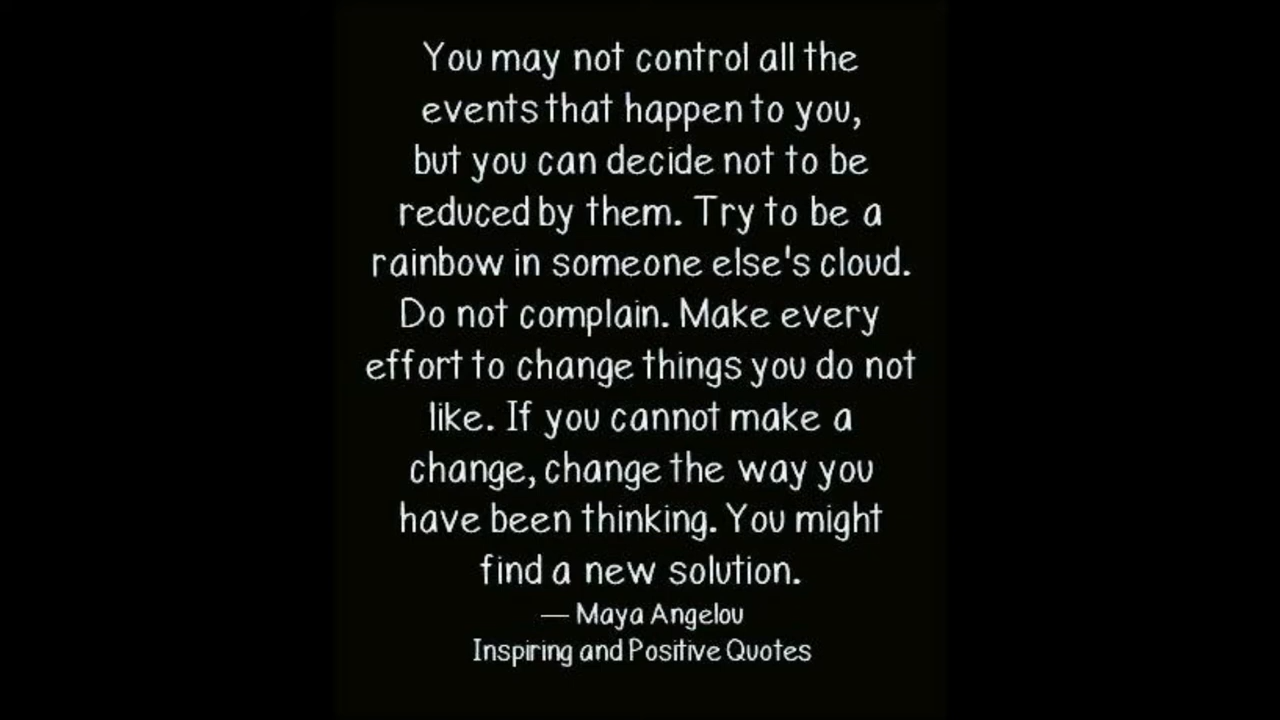 You may not control all the
events that happen to you,
but you can decide not to be
reduced by them. Try to be a
rainbow in someone else's cloud.
Do not complain. Make every
effort to change things you do not
like. If you cannot make a
change, change the way you
have been thinking. You might
find a new solution.
— Maya Angelou
Inspiring and Positive Quotes